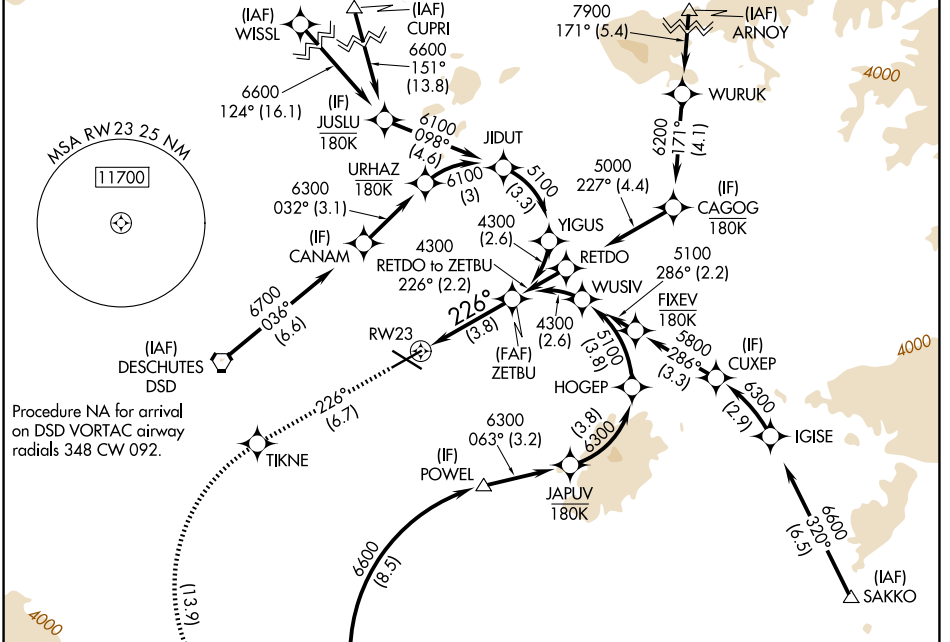 (IAF)
WISSL
(IAF)
CUPRI
7900
171° (5.4)
(IAF)
ARNOY
4000
6600
124° (16.1)
6600
151°
(13.8)
WURUK
(IF)
JUSLU
180K
6100
098°
(4.6)
JIDUT
6200
171°
(4.1)
MSA RW 23 25 NM
11700
URHAZ
180K
6100
(3)
5100
(3.3)
5000
227° (4.4)
(IF)
CAGOG
180K
6300
032° (3.1)
(IF)
CANAM
YIGUS
4300
(2.6)
4300
RETDO to ZETBU
226° (2.2)
RETDO
5100
286° (2.2)
WUSIV
FIXEV
180K
6700
036°
(6.6)
226°
(3.8)
4300
(2.6)
5100
(3.8)
5800
286°
(3.3)
4000
RW23
(FAF)
ZETBU
(IF)
CUXEP
(IAF)
DESCHUTES
DSD
HOGEP
6300
(2.9)
Procedure NA for arrival
on DSD VORTAC airway
radials 348 CW 092.
226°
(6.7)
6300
063° (3.2)
(3.8)
6300
IGISE
TIKNE
(IF)
POWEL
JAPUV
180K
6600
320°
(6.5)
6600
(8.5)
(13.9)
(IAF)
SAKKO
4000